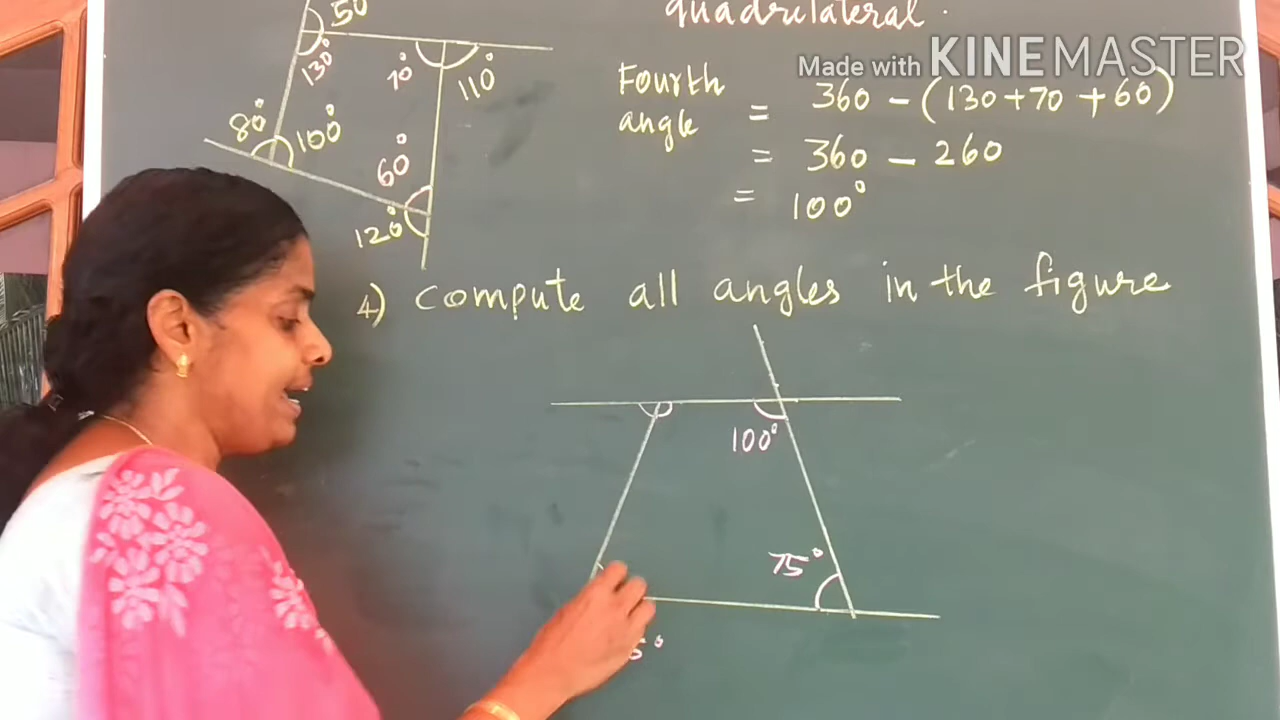 quadrilateral.
Made with KINEMASTER
50
130°
70°
110°
80°
100°
60°
120°
Fourth angle = 360 - (130+70+60)
= 360 - 260
= 100°
4) Compute all angles in the figure
100°
75°